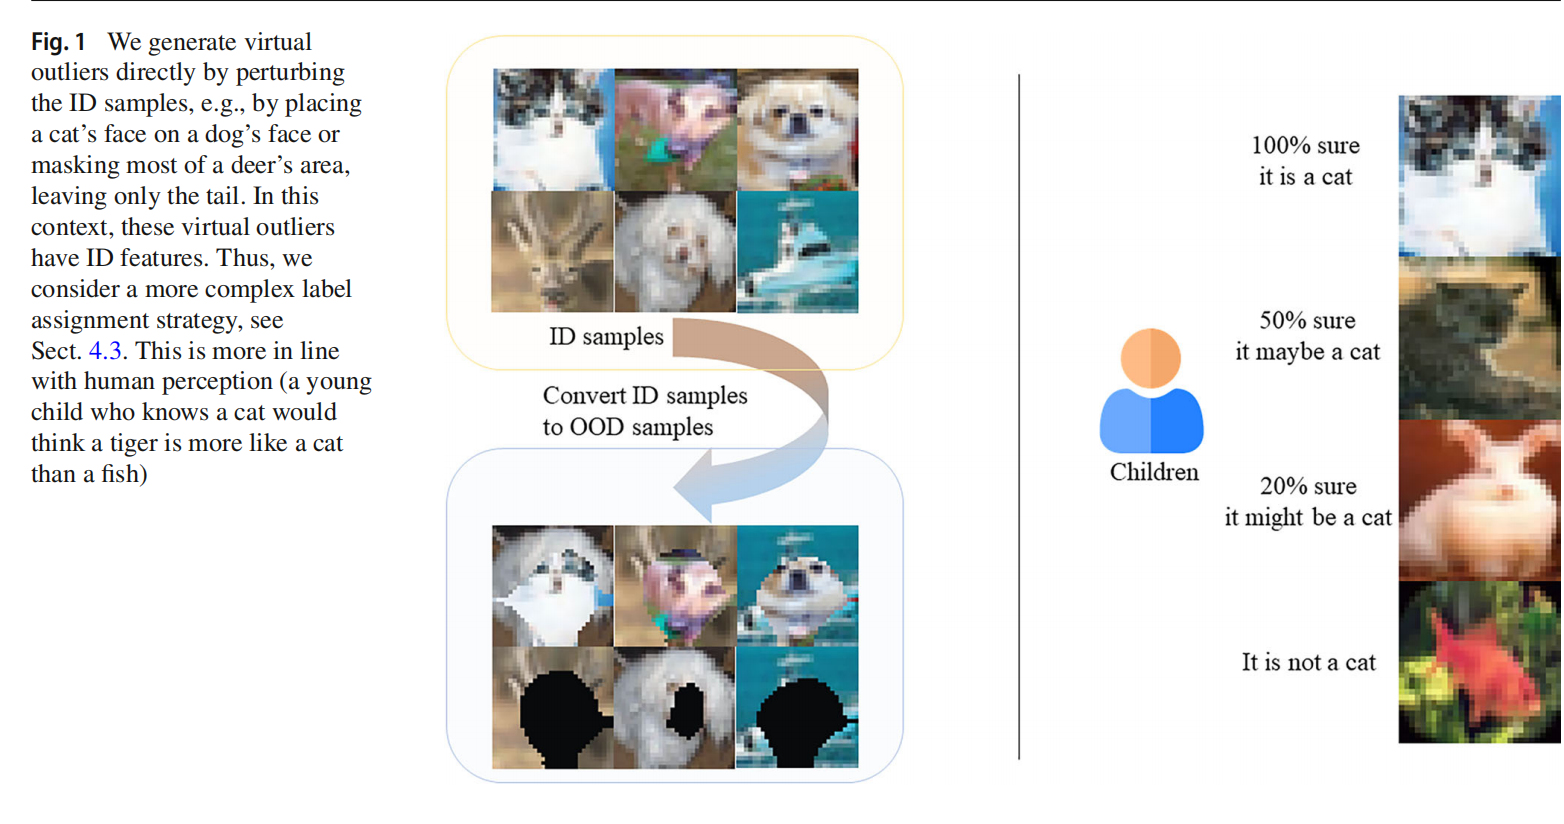 Fig. 1 We generate virtual
outliers directly by perturbing
the ID samples, e.g., by placing
a cat's face on a dog's face or
masking most of a deer's area,
leaving only the tail. In this
context, these virtual outliers
have ID features. Thus, we
consider a more complex label
assignment strategy, see
Sect. 4.3. This is more in line
with human perception (a young
child who knows a cat would
think a tiger is more like a cat
than a fish)
ID samples
Convert ID samples
to OOD samples
Children
100% sure
it is a cat
50% sure
it maybe a cat
20% sure
it might be a cat
It is not a cat